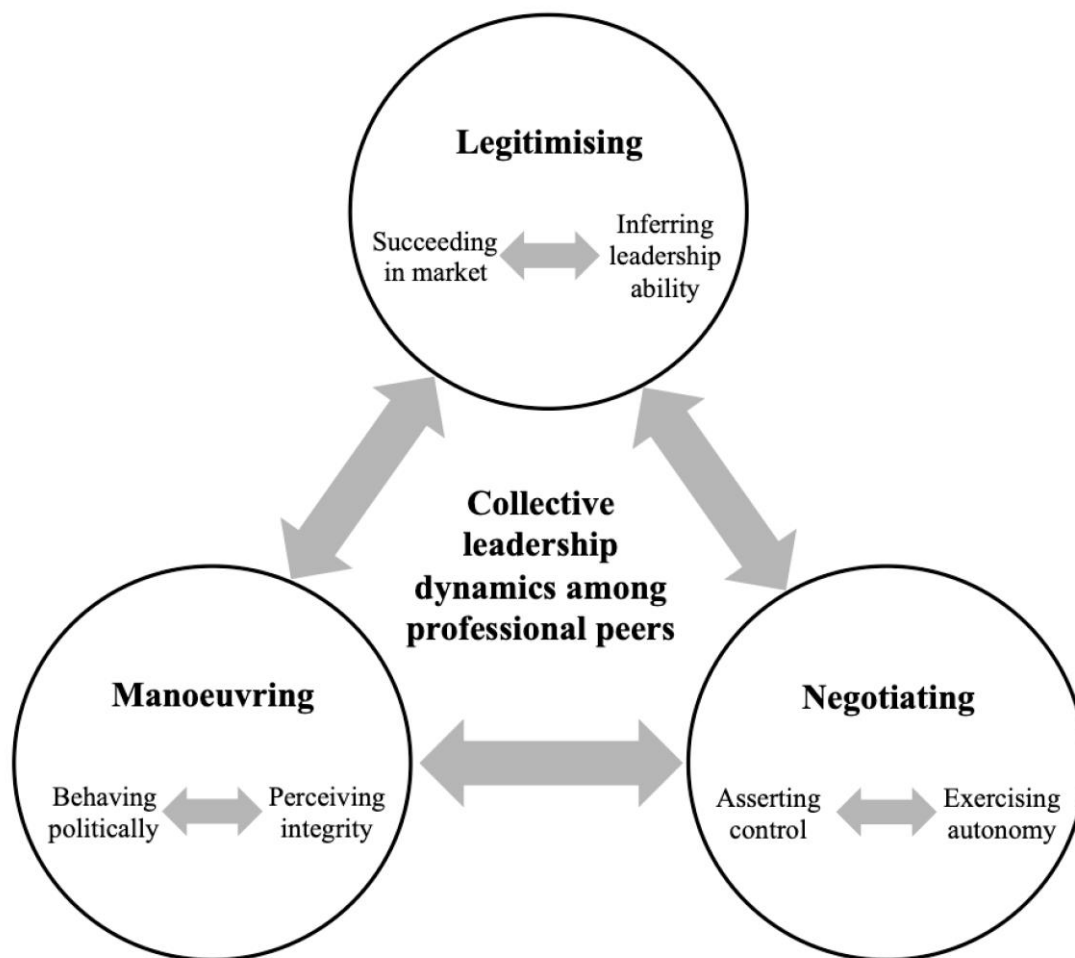 Legitimising
Succeeding
in market
Inferring
leadership
ability
Collective
leadership
dynamics among
professional peers
Manoeuvring
Behaving
politically
Perceiving
integrity
Negotiating
Asserting
control
Exercising
autonomy